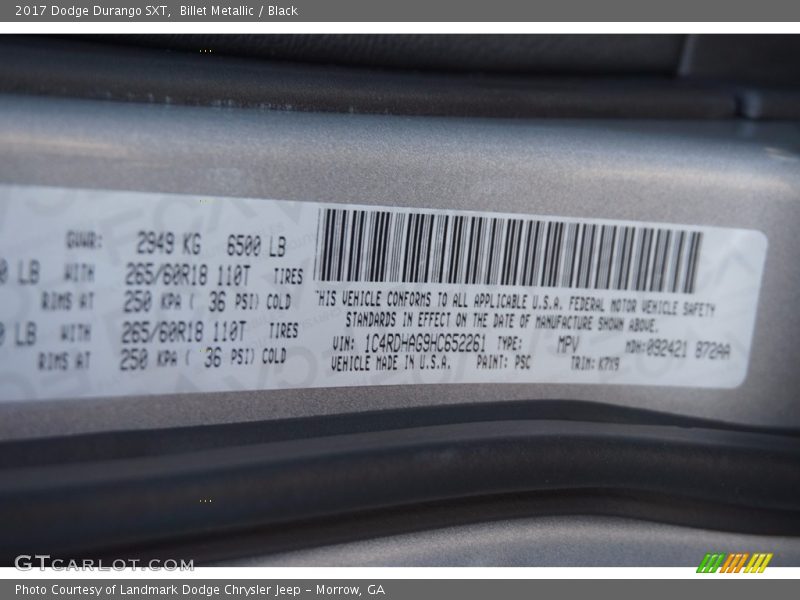 2017 Dodge Durango SXT, Billet Metallic / Black
GVWR: 2949 KG 6500 LB
0 LB WITH 265/60R18 110T TIRES
RIMS AT 250 KPA ( 36 PSI) COLD
0 LB WITH 265/60R18 110T TIRES
RIMS AT 250 KPA ( 36 PSI) COLD
THIS VEHICLE CONFORMS TO ALL APPLICABLE U.S.A. FEDERAL MOTOR VEHICLE SAFETY
STANDARDS IN EFFECT ON THE DATE OF MANUFACTURE SHOWN ABOVE.
VIN: 1C4RDHAG9HC652261 TYPE: MPV MDH:092421 872AA
VEHICLE MADE IN U.S.A. PAINT: PSC TRIM: K7X9
GTCARLOT.COM
Photo Courtesy of Landmark Dodge Chrysler Jeep - Morrow, GA